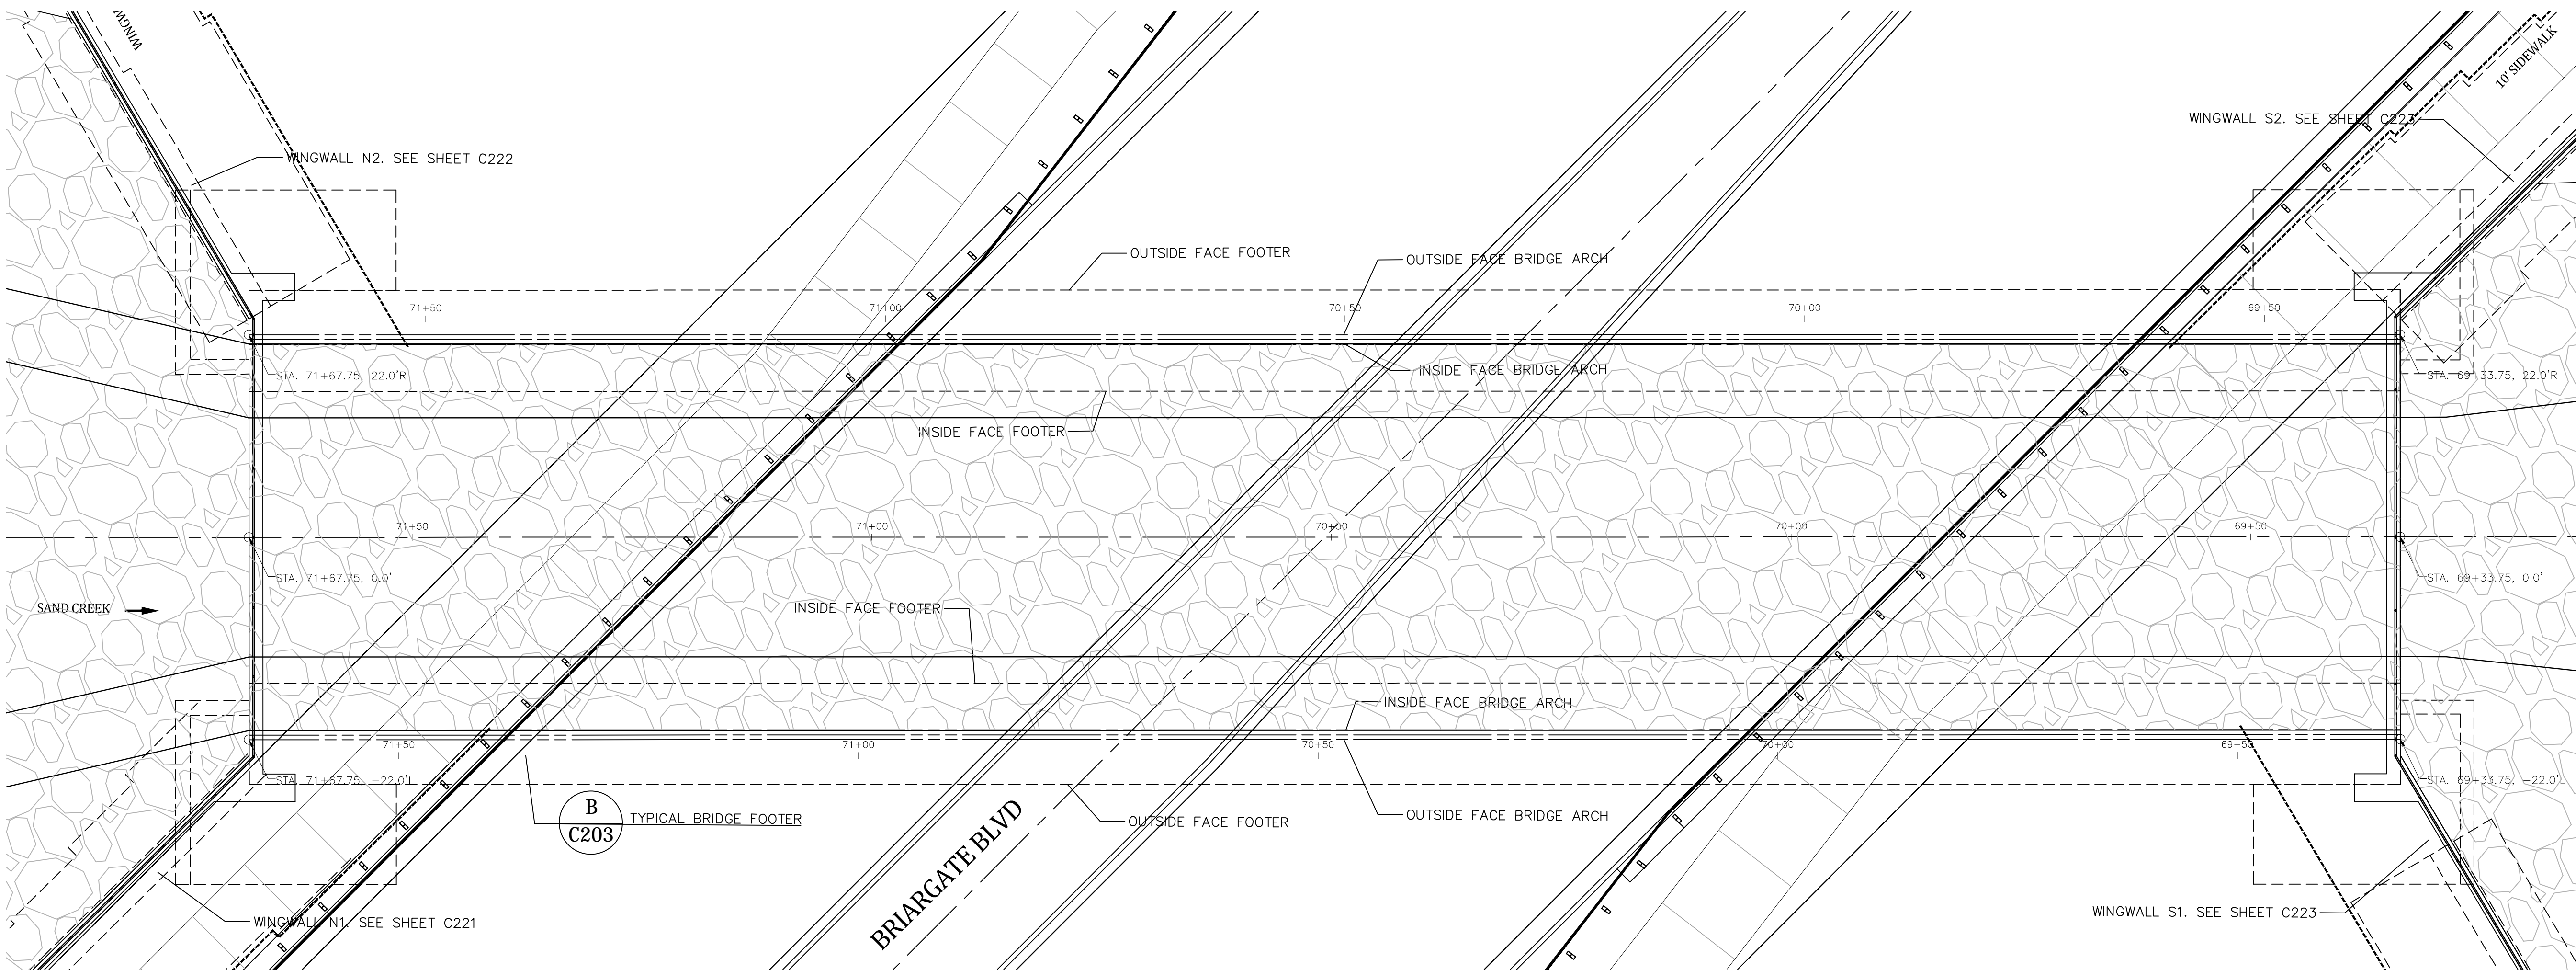 WINGW
10' SIDEWALK
WINGWALL S2. SEE SHEET C223
WINGWALL N2. SEE SHEET C222
OUTSIDE FACE FOOTER
OUTSIDE FACE BRIDGE ARCH
71+50
71+00
70+50
70+00
69+50
STA. 71+67.75, 22.0'R
INSIDE FACE BRIDGE ARCH
STA. 69+33.75, 22.0'R
INSIDE FACE FOOTER
71+50
71+00
70+50
70+00
69+50
STA. 71+67.75, 0.0'
STA. 69+33.75, 0.0'
SAND CREEK
INSIDE FACE FOOTER
INSIDE FACE BRIDGE ARCH
71+50
71+00
70+50
70+00
69+50
STA. 71+67.75, -22.0'L
STA. 69+33.75, -22.0'L
B
C203
TYPICAL BRIDGE FOOTER
OUTSIDE FACE FOOTER
OUTSIDE FACE BRIDGE ARCH
BRIARGATE BLVD
WINGWALL N1. SEE SHEET C221
WINGWALL S1. SEE SHEET C223